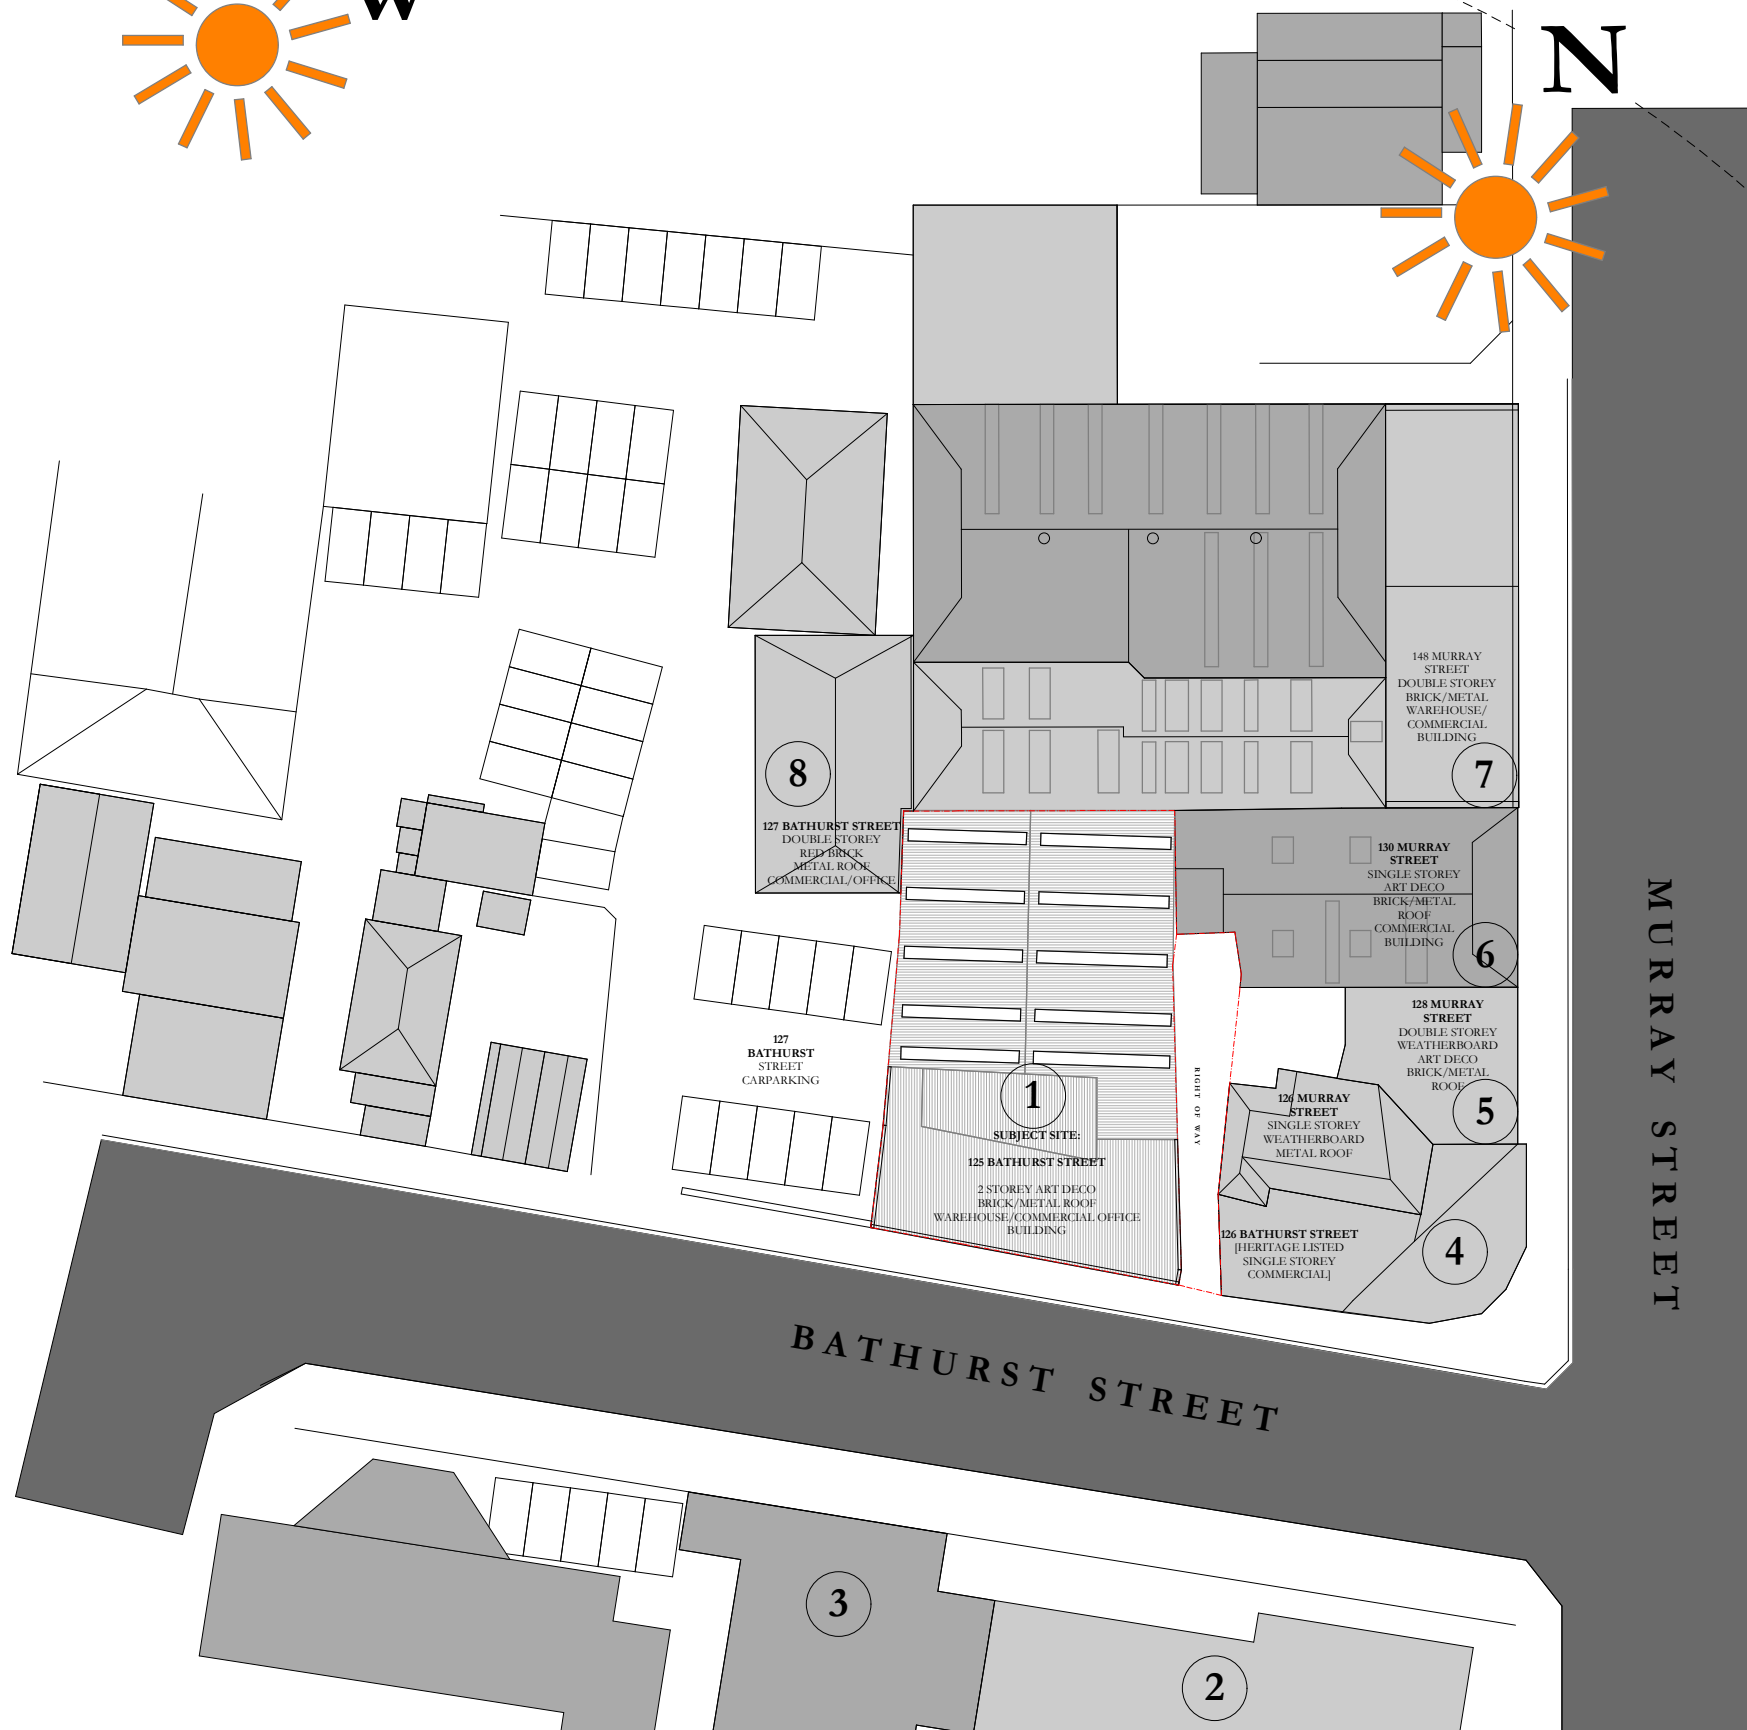 W
N
148 MURRAY
STREET
DOUBLE STOREY
BRICK/METAL
WAREHOUSE/
COMMERCIAL
BUILDING
7
8
127 BATHURST STREET
DOUBLE STOREY
RED BRICK
METAL ROOF
COMMERCIAL/OFFICE
130 MURRAY
STREET
SINGLE STOREY
ART DECO
BRICK/METAL
ROOF
COMMERCIAL
BUILDING
6
128 MURRAY
STREET
DOUBLE STOREY
WEATHERBOARD
ART DECO
BRICK/METAL
ROOF
5
127
BATHURST
STREET
CARPARKING
1
SUBJECT SITE:
125 BATHURST STREET
2 STOREY ART DECO
BRICK/METAL ROOF
WAREHOUSE/COMMERCIAL OFFICE
BUILDING
RIGHT OF WAY
126 MURRAY
STREET
SINGLE STOREY
WEATHERBOARD
METAL ROOF
126 BATHURST STREET
[HERITAGE LISTED
SINGLE STOREY
COMMERCIAL]
4
MURRAY STREET
BATHURST STREET
3
2